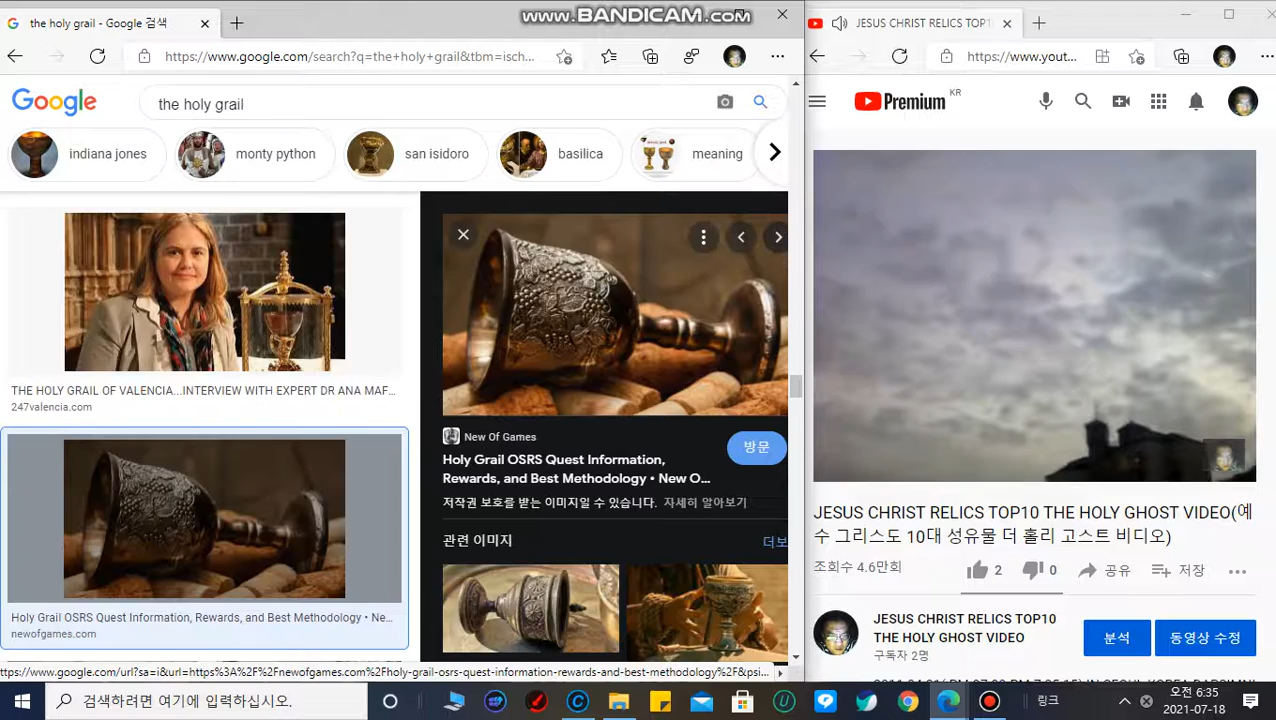 www.BANDICAM.com
the holy grail - Google 검색
JESUS CHRIST RELICS TOP1
https://www.google.com/search?q=the+holy+grail&tbm=isch...
https://www.yout...
Google
the holy grail
Premium KR
indiana jones
monty python
san isidoro
basilica
meaning
THE HOLY GRAIL OF VALENCIA...INTERVIEW WITH EXPERT DR ANA MAF...
247valencia.com
New Of Games
Holy Grail OSRS Quest Information,
Rewards, and Best Methodology • New O...
방문
저작권 보호를 받는 이미지일 수 있습니다. 자세히 알아보기
관련 이미지
더보
Holy Grail OSRS Quest Information, Rewards, and Best Methodology • Ne...
newofgames.com
JESUS CHRIST RELICS TOP10 THE HOLY GHOST VIDEO(예
수 그리스도 10대 성유물 더 홀리 고스트 비디오)
조회수 4.6만회
2
0
공유
저장
JESUS CHRIST RELICS TOP10
THE HOLY GHOST VIDEO
구독자 2명
분석
동영상 수정
ttps://www.google.com/url?sa=i&url=https%3A%2F%2Fnewofgames.com%2Fholy-grail-osrs-quest-information-rewards-and-best-methodology%2F&psi...
검색하려면 여기에 입력하십시오.
링크
오전 6:35
2021-07-18